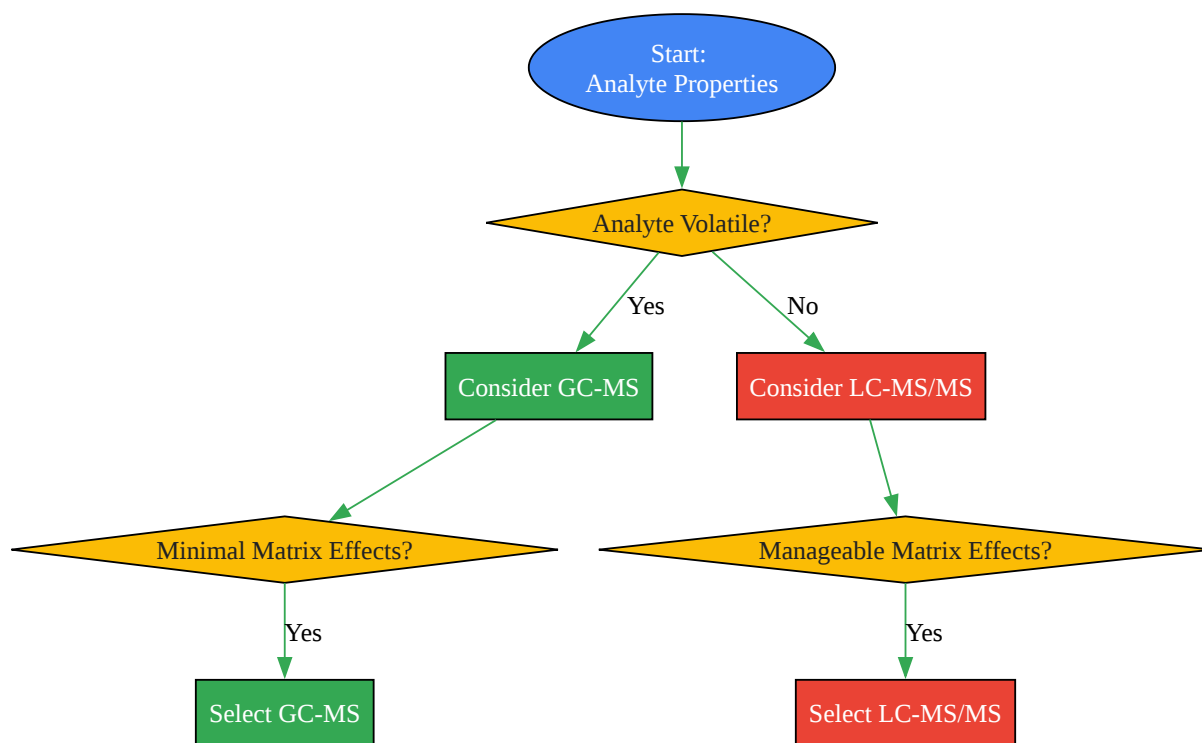 Start:
Analyte Properties
Analyte Volatile?
Yes
No
Consider GC-MS
Consider LC-MS/MS
Minimal Matrix Effects?
Manageable Matrix Effects?
Yes
Yes
Select GC-MS
Select LC-MS/MS